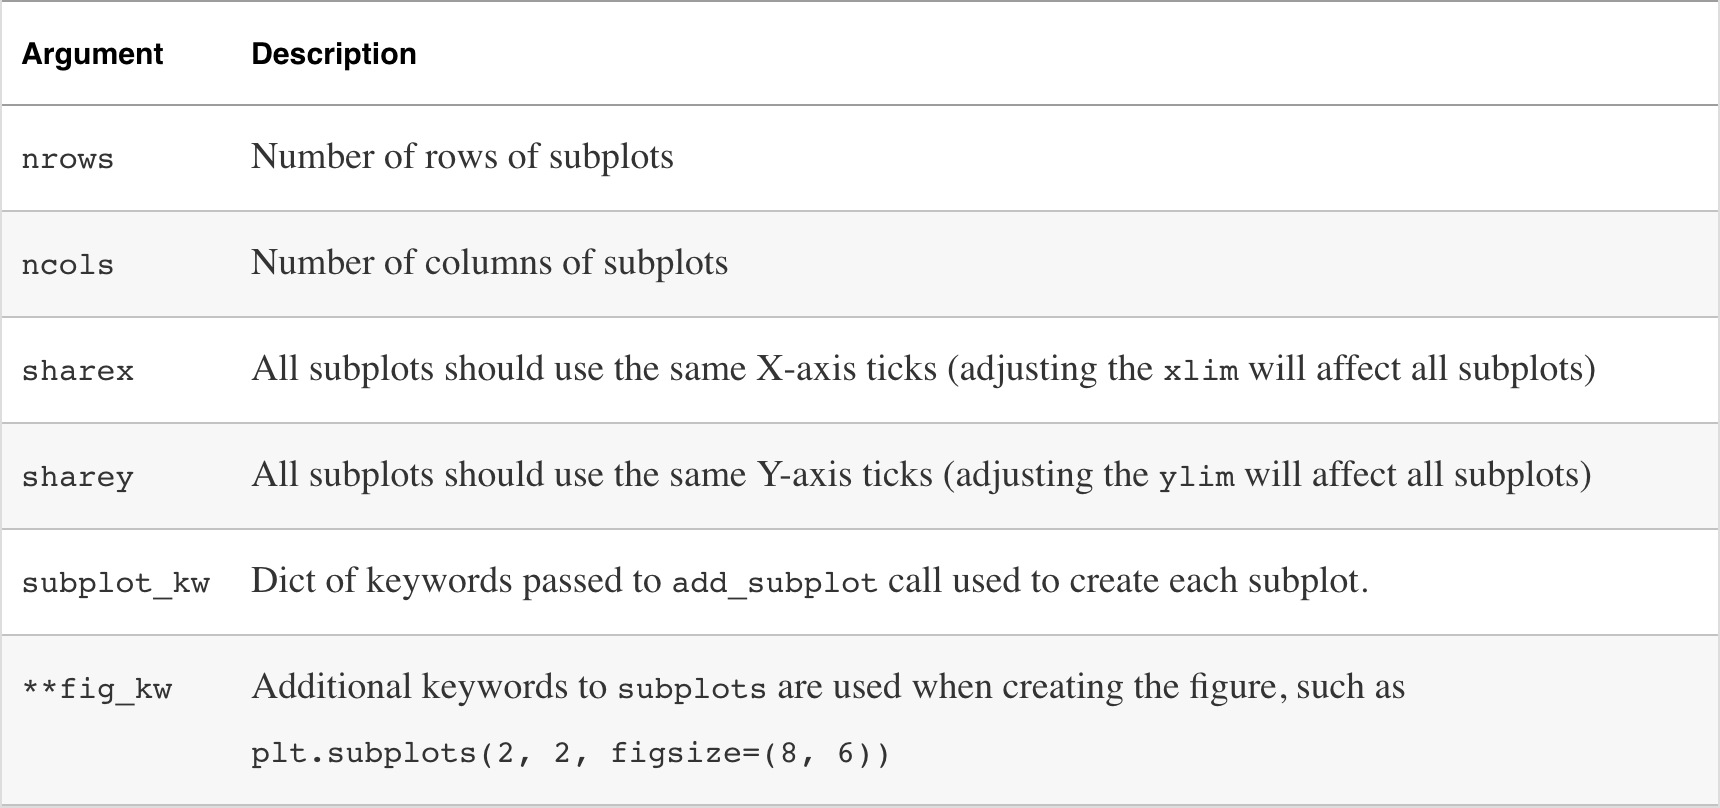 Argument Description
nrows Number of rows of subplots
ncols Number of columns of subplots
sharex All subplots should use the same X-axis ticks (adjusting the xlim will affect all subplots)
sharey All subplots should use the same Y-axis ticks (adjusting the ylim will affect all subplots)
subplot_kw Dict of keywords passed to add_subplot call used to create each subplot.
**fig_kw Additional keywords to subplots are used when creating the figure, such as
plt.subplots(2, 2, figsize=(8, 6))